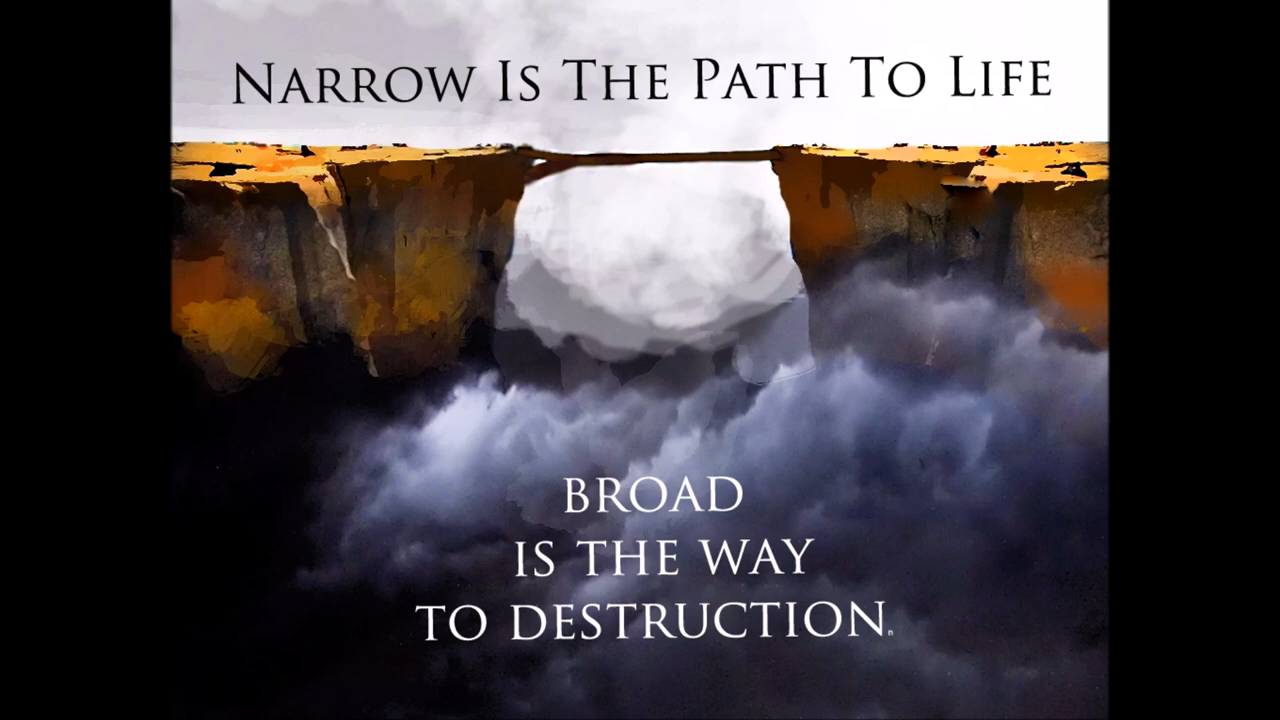 Narrow Is The Path To Life
BROAD
IS THE WAY
TO DESTRUCTION.